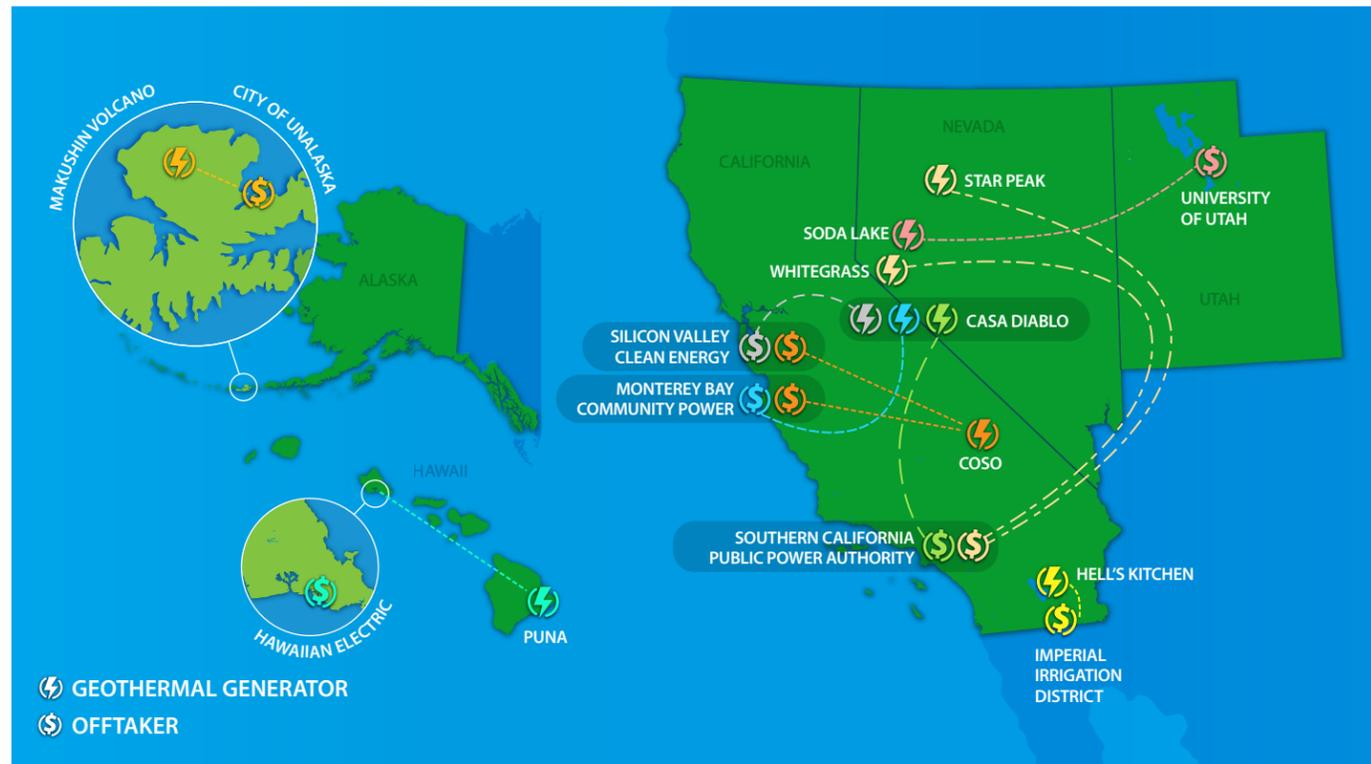 MAKUSHIN VOLCANO
CITY OF UNALASKA
ALASKA
HAWAII
HAWAIIAN ELECTRIC
PUNA
GEOTHERMAL GENERATOR
$ OFFTAKER
CALIFORNIA
NEVADA
UTAH
STAR PEAK
SODA LAKE
WHITEGRASS
UNIVERSITY
OF UTAH
CASA DIABLO
SILICON VALLEY
CLEAN ENERGY
$ $
MONTEREY BAY
COMMUNITY POWER
$ $
COSO
SOUTHERN CALIFORNIA
PUBLIC POWER AUTHORITY
$ $
HELL'S KITCHEN
$
IMPERIAL
IRRIGATION
DISTRICT